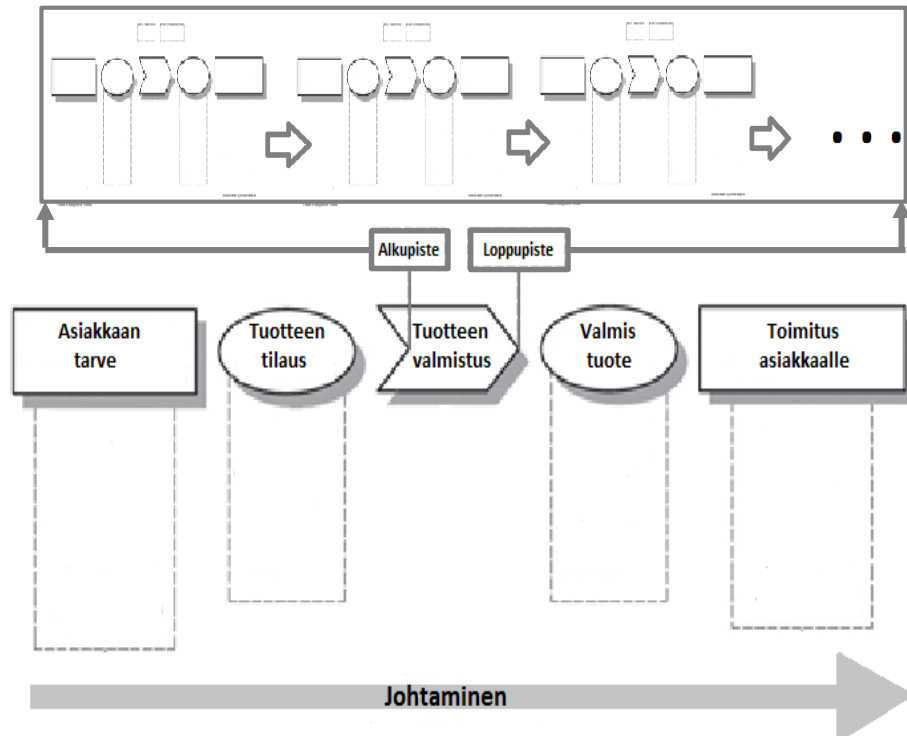 Alkupiste
Loppupiste
Asiakkaan
tarve
Tuotteen
tilaus
Tuotteen
valmistus
Valmis
tuote
Toimitus
asiakkaalle
Johtaminen